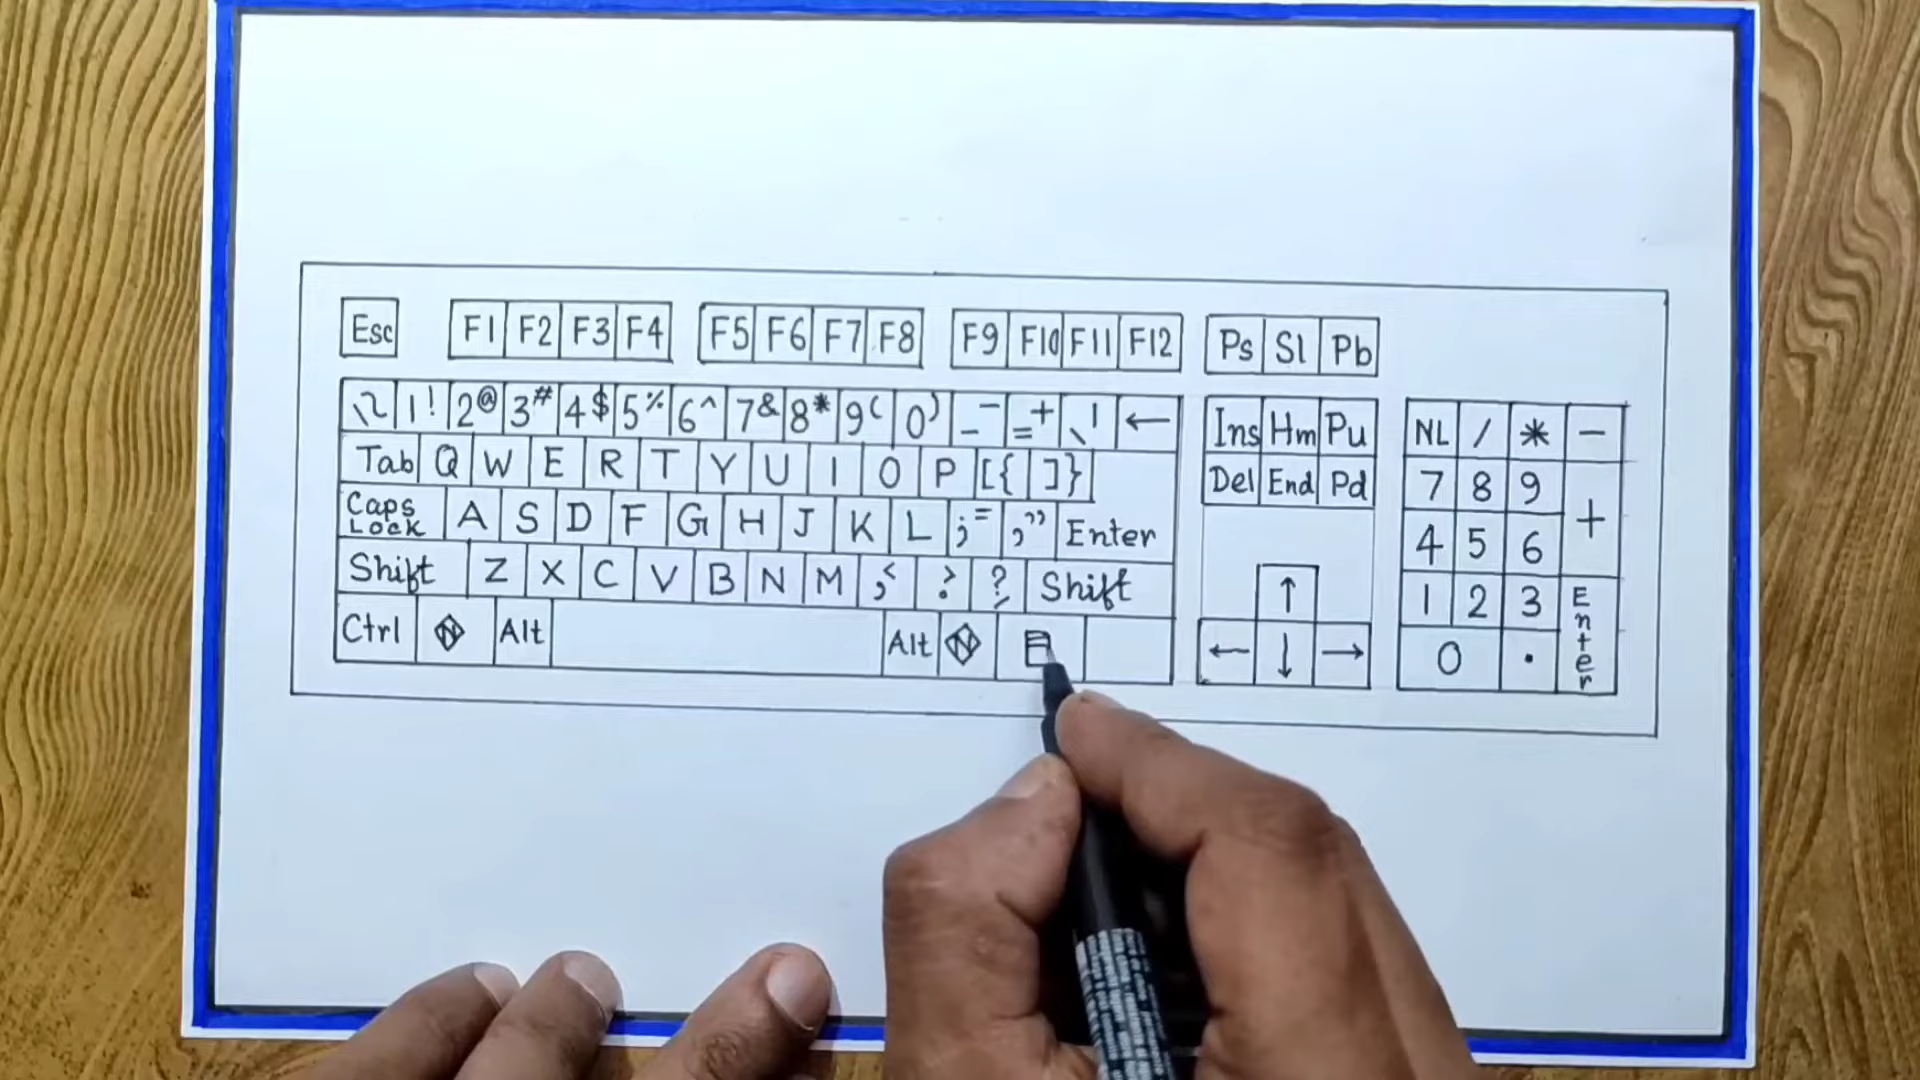 Esc F1 F2 F3 F4 F5 F6 F7 F8 F9 F10 F11 F12 Ps Sl Pb
1! 2@ 3# 4$ 5% 6^ 7& 8* 9( 0) -_ =+ \| ← Ins Hm Pu NL / * -
Tab Q W E R T Y U I O P [{ ]} Del End Pd 7 8 9 +
Caps Lock A S D F G H J K L ;= ,” Enter 4 5 6
Shift Z X C V B N M ,< .> ?/ Shift ↑ 1 2 3 Enter
Ctrl Alt Alt ← ↓ → 0 .